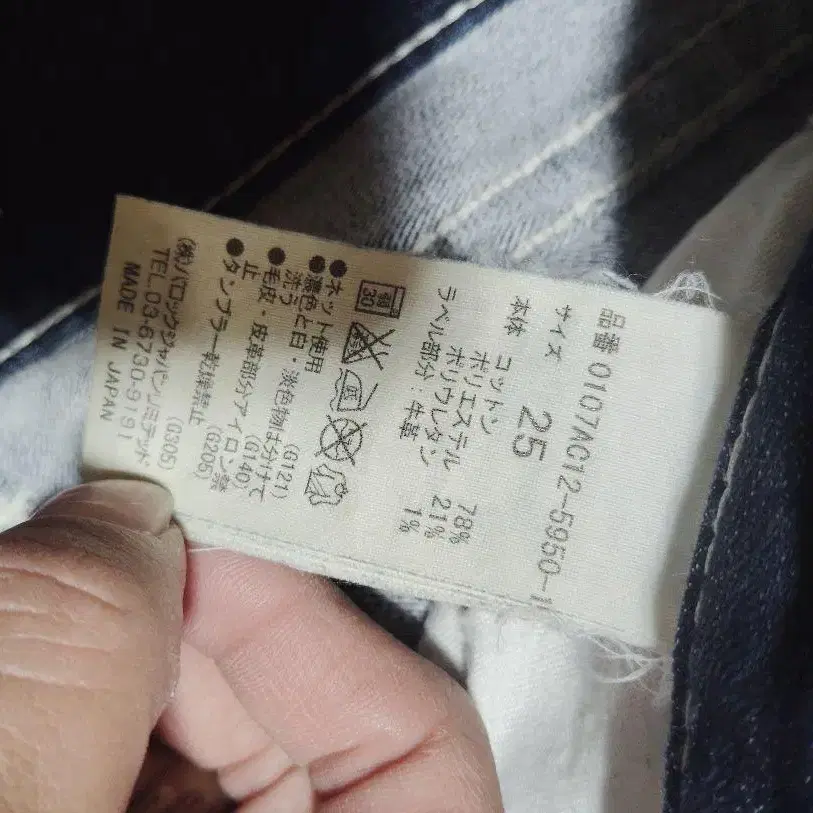 品番 0107AC12-5950-1
サイズ 25
本体 コットン 78%
ポリエステル 21%
ポリウレタン 1%
ラベル部分：牛革
30
●ネット使用 (G121)
●濃色と白・淡色物は分けて
洗う (G140)
●毛皮・皮革部分アイロン禁
止 (G205)
●タンブラー乾燥禁止
(G305)
(株)バロックジャパンリミテッド
TEL 03-6730-9191
MADE IN JAPAN